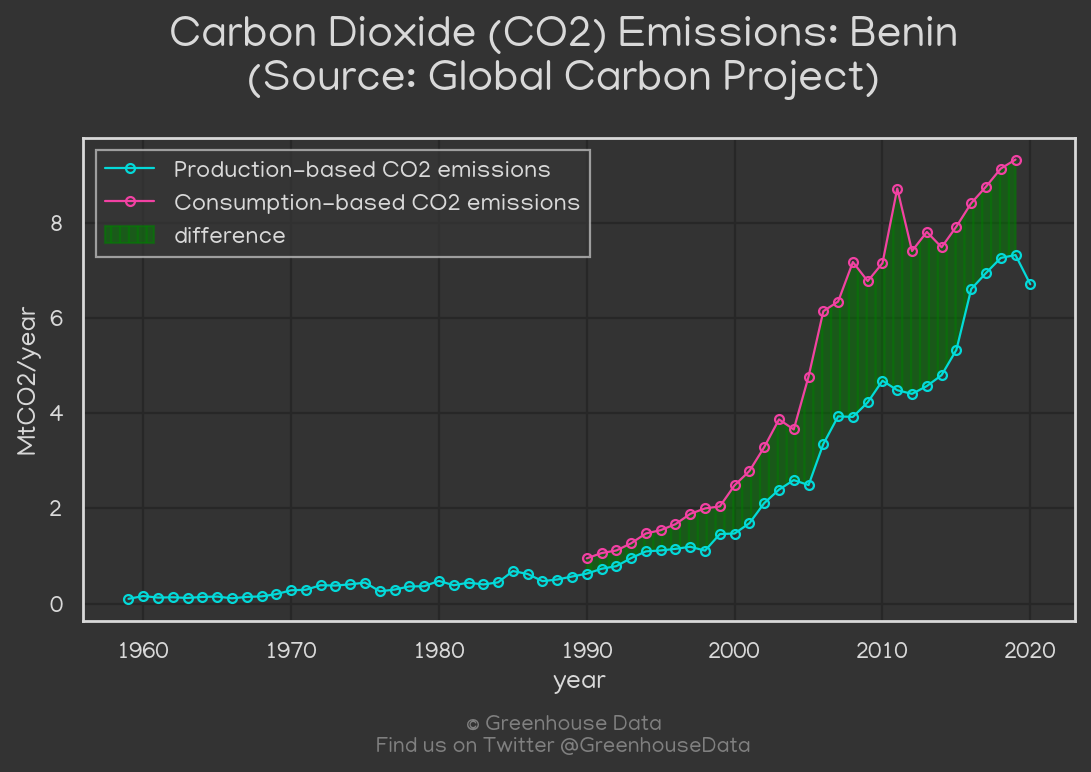 Carbon Dioxide (CO2) Emissions: Benin
(Source: Global Carbon Project)
Production-based CO2 emissions
Consumption-based CO2 emissions
difference
MtCO2/year
8
6
4
2
0
1960 1970 1980 1990 2000 2010 2020
year
© Greenhouse Data
Find us on Twitter @GreenhouseData